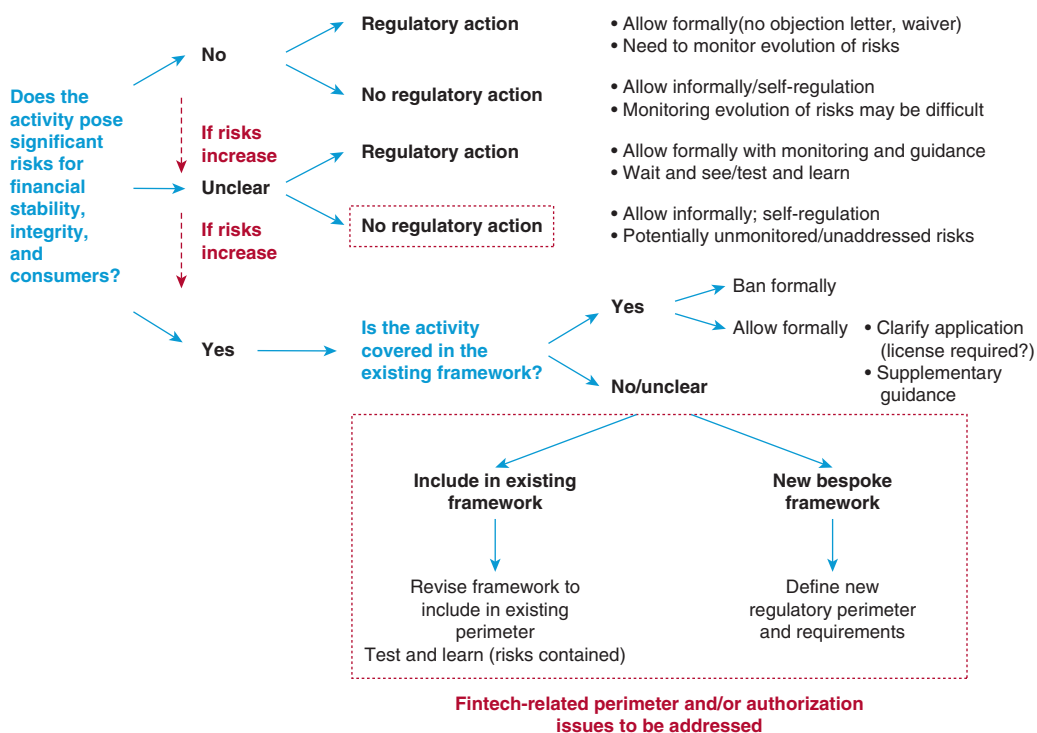 Does the
activity pose
significant
risks for
financial
stability,
integrity,
and
consumers?
No
Regulatory action
• Allow formally(no objection letter, waiver)
• Need to monitor evolution of risks
No regulatory action
• Allow informally/self-regulation
• Monitoring evolution of risks may be difficult
If risks
increase
Unclear
Regulatory action
• Allow formally with monitoring and guidance
• Wait and see/test and learn
No regulatory action
• Allow informally; self-regulation
• Potentially unmonitored/unaddressed risks
If risks
increase
Yes
Is the activity
covered in the
existing framework?
Yes
Ban formally
Allow formally
• Clarify application
(license required?)
• Supplementary
guidance
No/unclear
Include in existing
framework
Revise framework to
include in existing
perimeter
Test and learn (risks contained)
New bespoke
framework
Define new
regulatory perimeter
and requirements
Fintech-related perimeter and/or authorization
issues to be addressed